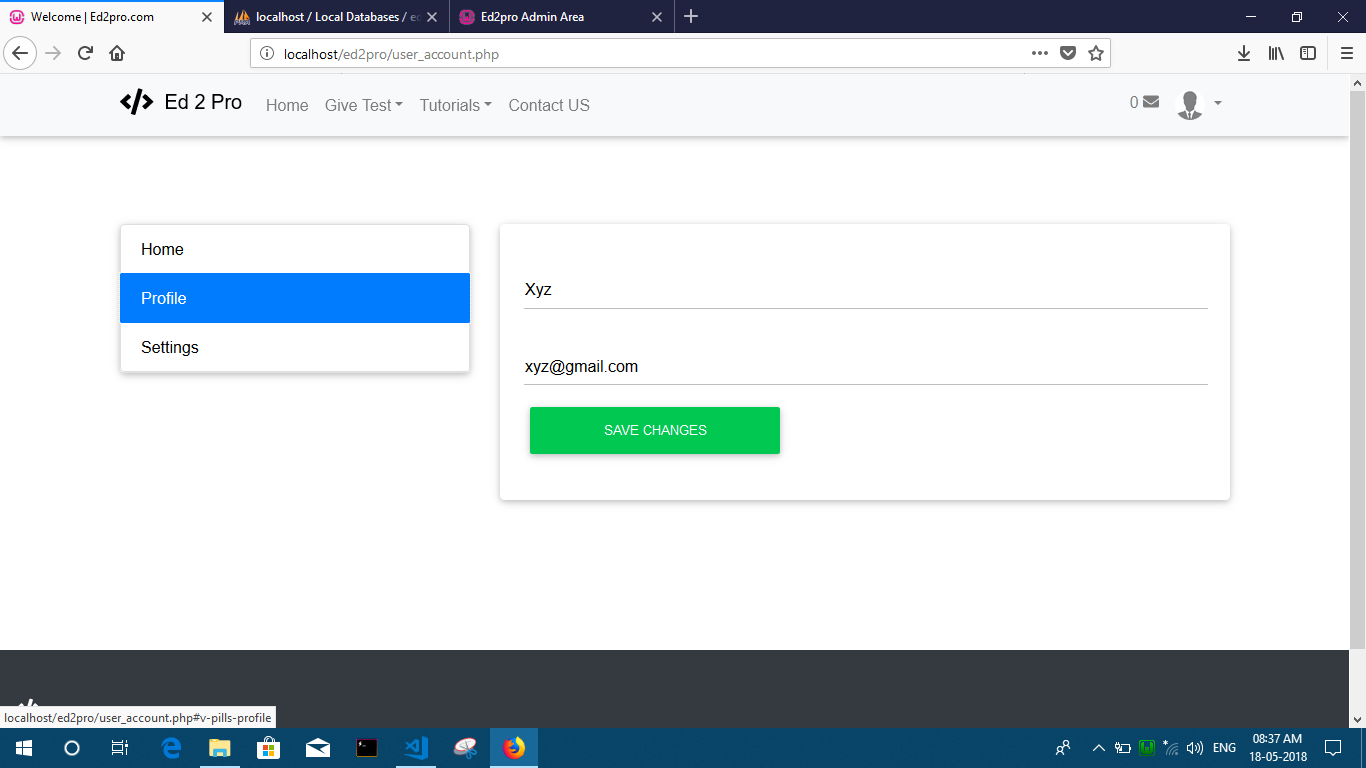 Welcome | Ed2pro.com
localhost / Local Databases / ed
Ed2pro Admin Area
localhost/ed2pro/user_account.php
Ed 2 Pro
Home
Give Test
Tutorials
Contact US
0
Home
Profile
Settings
Xyz
xyz@gmail.com
SAVE CHANGES
localhost/ed2pro/user_account.php#v-pills-profile
ENG
08:37 AM
18-05-2018